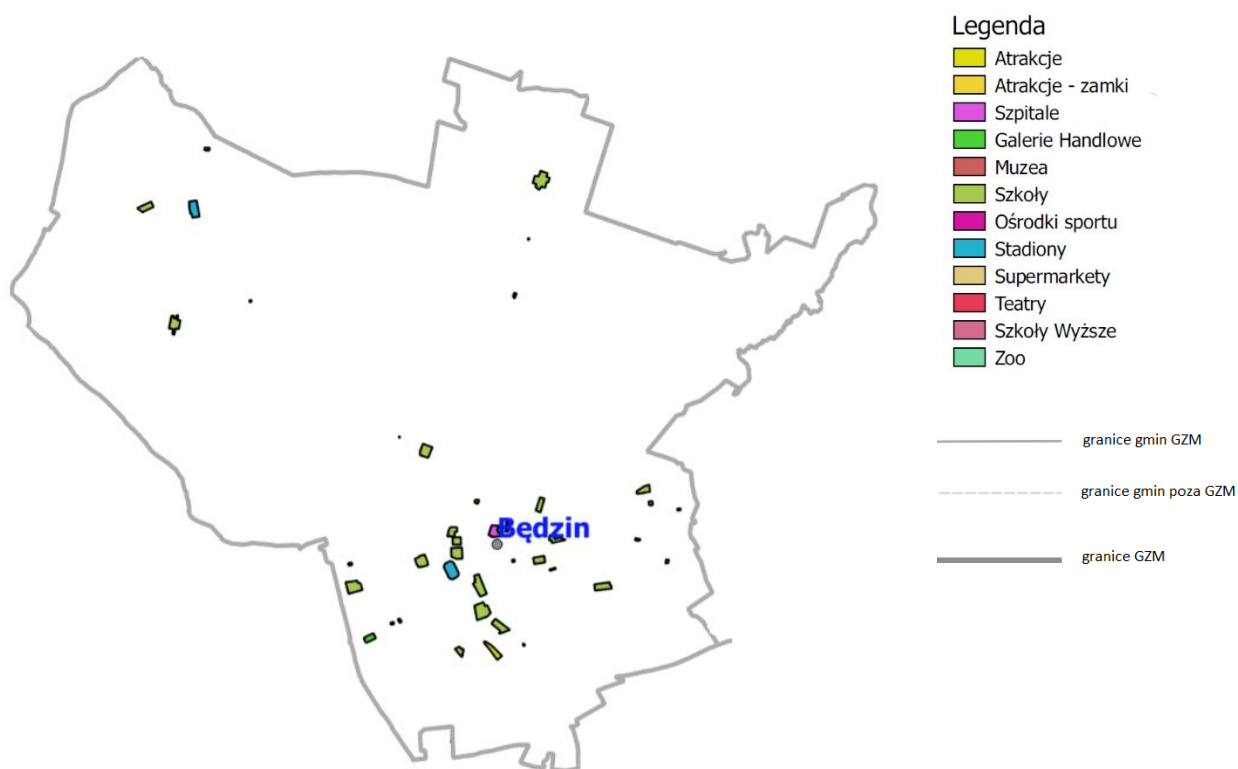 Legenda
Atrakcje
Atrakcje - zamki
Szpitale
Galerie Handlowe
Muzea
Szkoły
Ośrodki sportu
Stadiony
Supermarkety
Teatry
Szkoły Wyższe
Zoo
granice gmin GZM
granice gmin poza GZM
granice GZM
Będzin